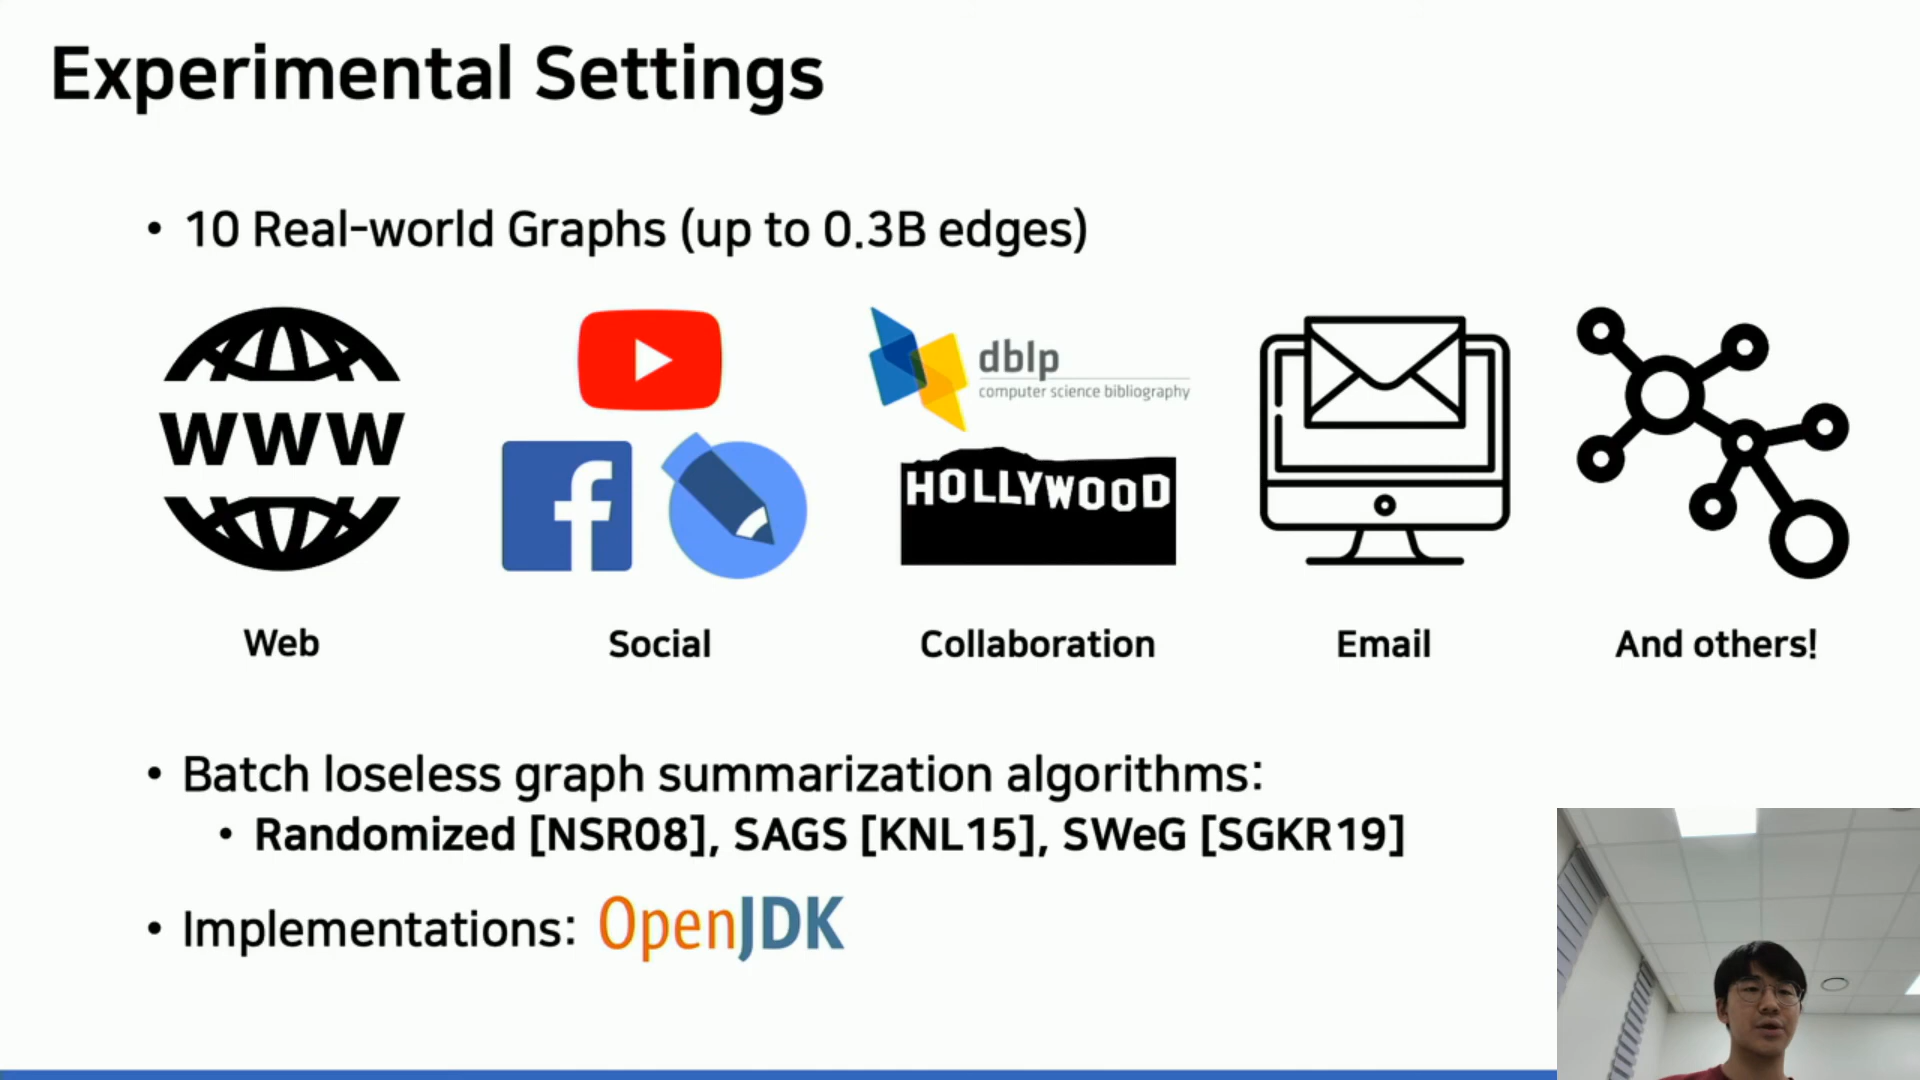 Experimental Settings
• 10 Real-world Graphs (up to 0.3B edges)
WWW
dblp
computer science bibliography
f
HOLLYWOOD
Web
Social
Collaboration
Email
And others!
• Batch loseless graph summarization algorithms:
• Randomized [NSR08], SAGS [KNL15], SWeG [SGKR19]
• Implementations: OpenJDK